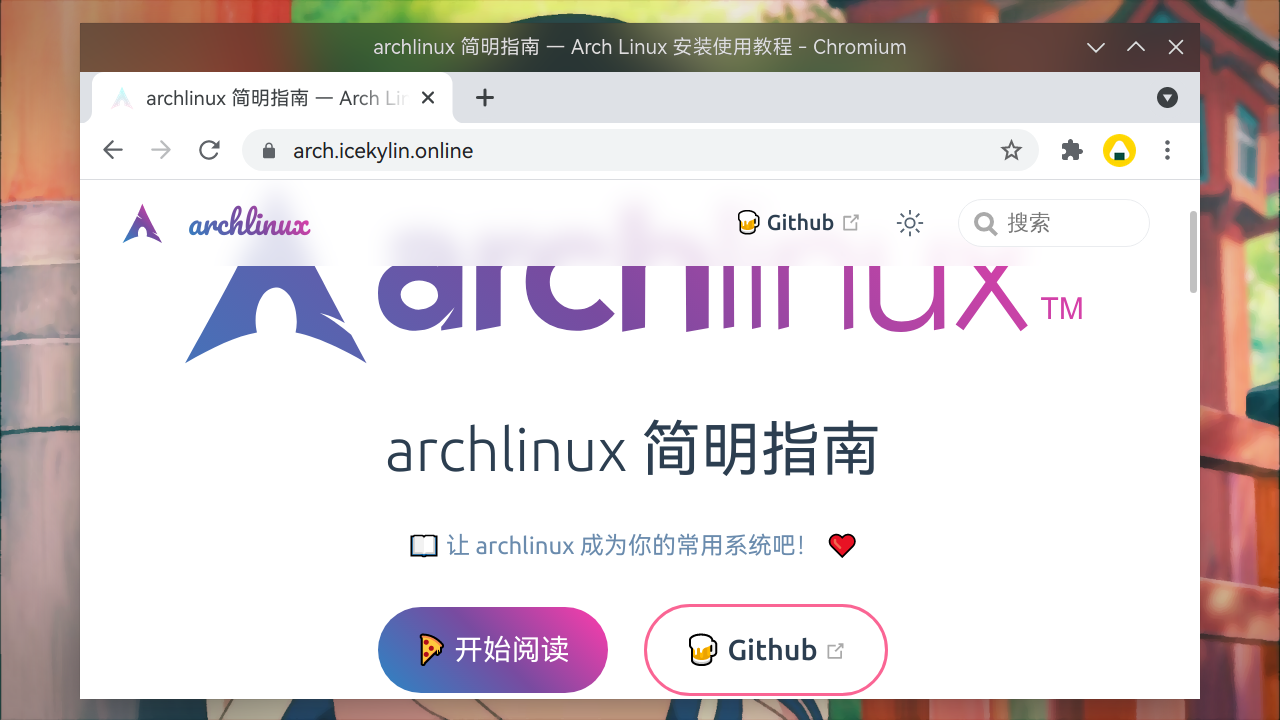 archlinux 简明指南 — Arch Linux 安装使用教程 - Chromium
archlinux 简明指南 — Arch Lin
arch.icekylin.online
archlinux
Github
搜索
archlinux™
archlinux 简明指南
让 archlinux 成为你的常用系统吧!
开始阅读
Github